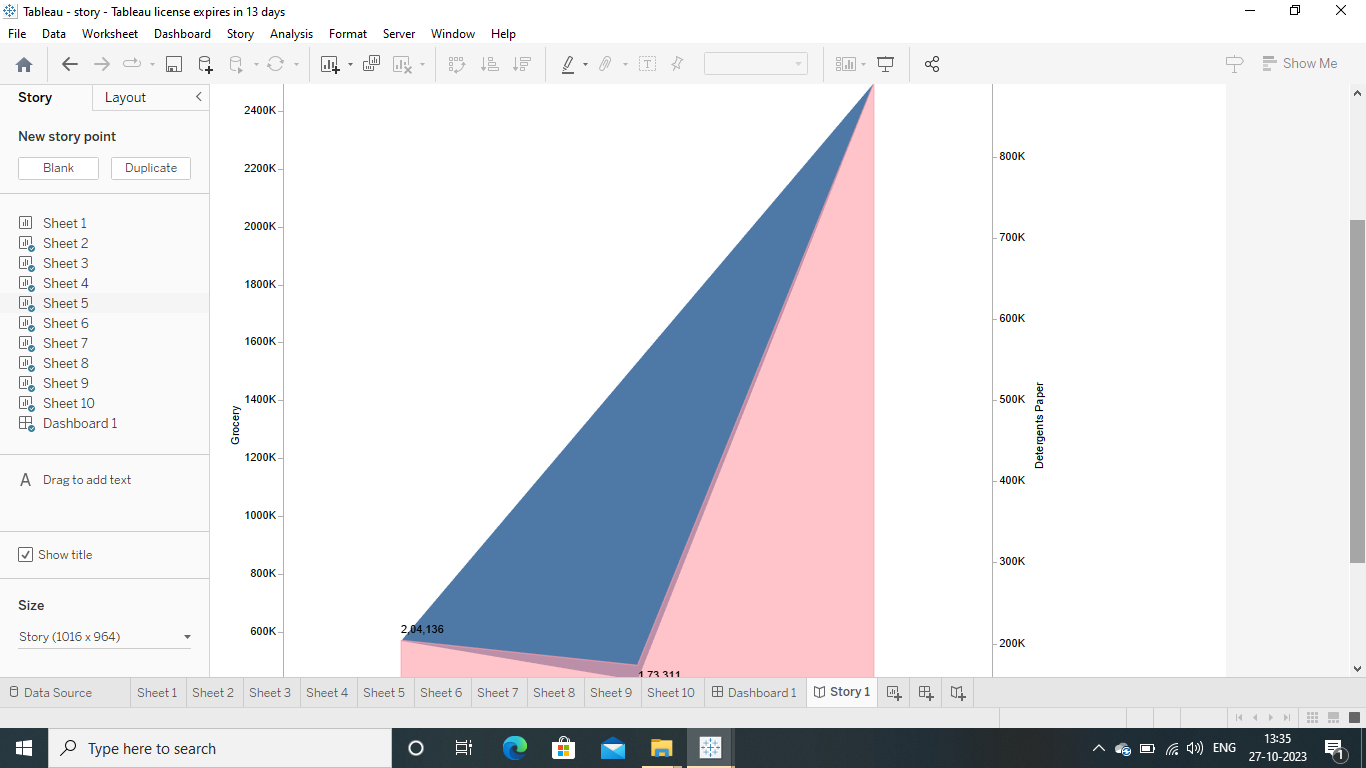 Tableau - story - Tableau license expires in 13 days
File Data Worksheet Dashboard Story Analysis Format Server Window Help
Show Me
Story Layout
New story point
Blank Duplicate
Sheet 1
Sheet 2
Sheet 3
Sheet 4
Sheet 5
Sheet 6
Sheet 7
Sheet 8
Sheet 9
Sheet 10
Dashboard 1
A Drag to add text
Show title
Size
Story (1016 x 964)
Grocery
2400K
2200K
2000K
1800K
1600K
1400K
1200K
1000K
800K
600K
2,04,136
1,73,311
800K
700K
600K
500K
400K
300K
200K
Detergents Paper
Data Source Sheet 1 Sheet 2 Sheet 3 Sheet 4 Sheet 5 Sheet 6 Sheet 7 Sheet 8 Sheet 9 Sheet 10 Dashboard 1 Story 1
Type here to search
ENG
13:35
27-10-2023
1